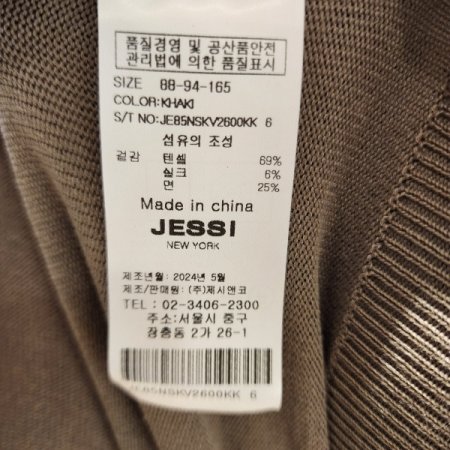 품질경영 및 공산품안전
관리법에 의한 품질표시
SIZE 88-94-165
COLOR:KHAKI
S/T NO:JE85NSKV2600KK 6
섬유의 조성
겉감 텐셀 69%
실크 6%
면 25%
Made in china
JESSI
NEW YORK
제조년월: 2024년 5월
제조/판매원: (주)제시앤코
TEL : 02-3406-2300
주소:서울시 중구
장충동 2가 26-1
JE85NSKV2600KK 6